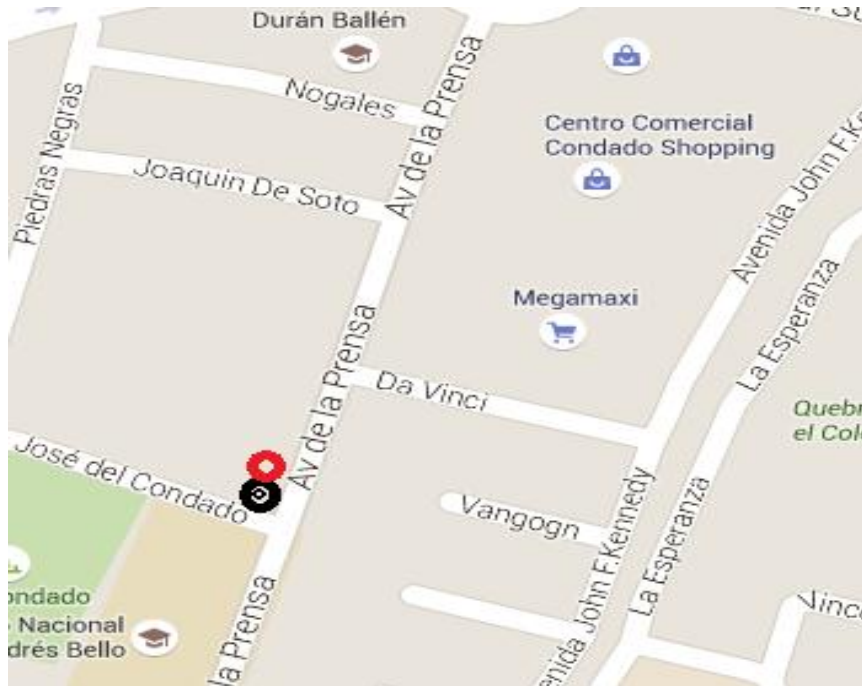 Durán Ballén
Nogales
Av de la Prensa
Piedras Negras
Joaquin De Soto
Centro Comercial
Condado Shopping
Avenida John F.K
Megamaxi
La Esperanza
Av de la Prensa
Da Vinci
Quebr
el Col
José del Condado
Vangogn
John F.Kennedy
La Esperanza
ondado
Nacional
drés Bello
la Prensa
enida
Vinc